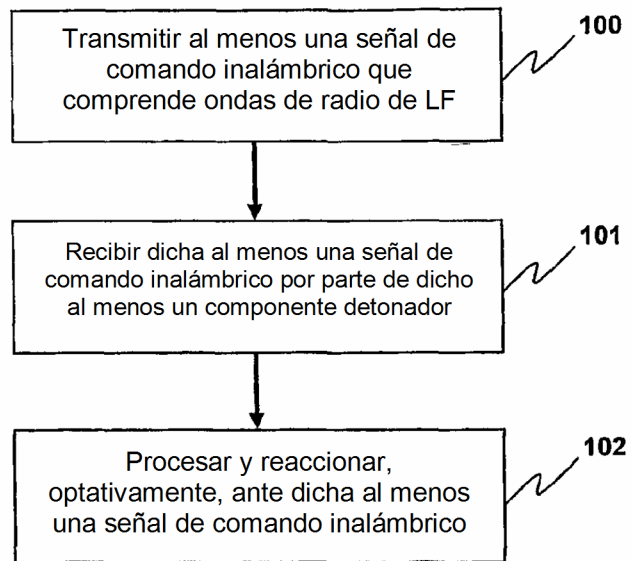 Transmitir al menos una señal de
comando inalámbrico que
comprende ondas de radio de LF
100
Recibir dicha al menos una señal de
comando inalámbrico por parte de dicho
al menos un componente detonador
101
Procesar y reaccionar,
optativamente, ante dicha al menos
una señal de comando inalámbrico
102